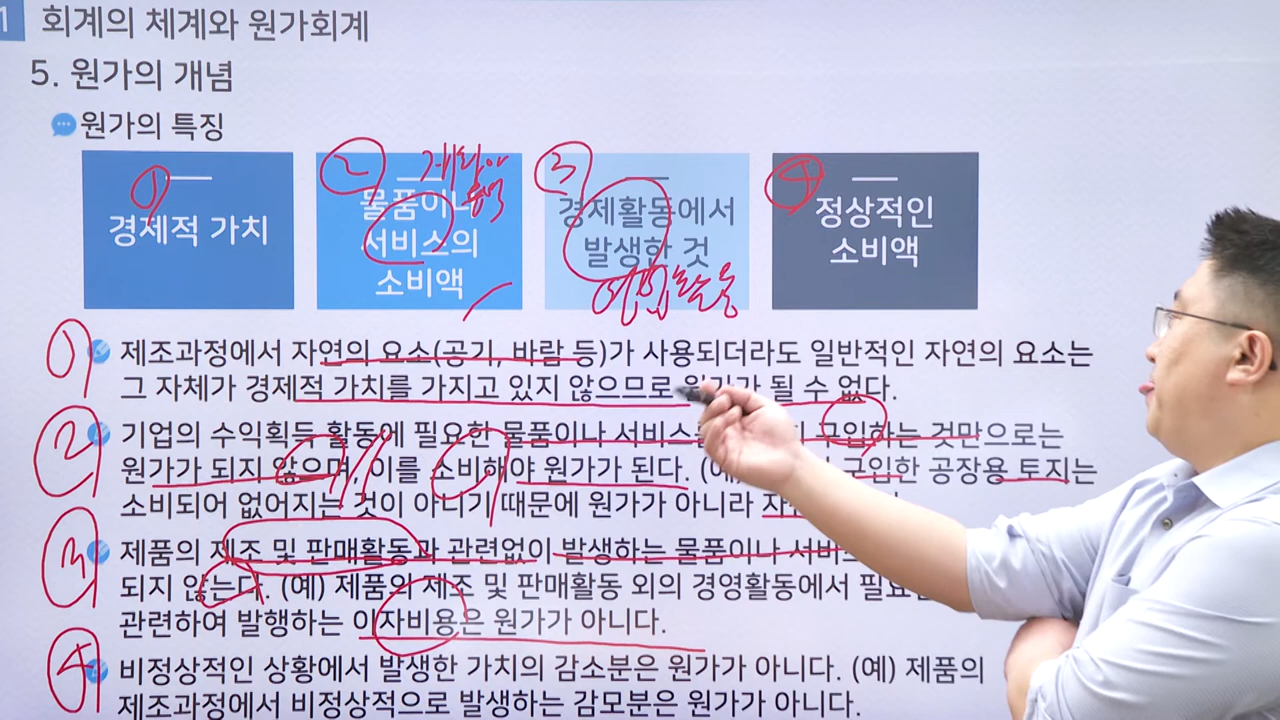 1 회계의 체계와 원가회계
5. 원가의 개념
원가의 특징
① ② ③ ④
경제적 가치
물품이나
서비스의
소비액
경제활동에서
발생한 것
영업활동
정상적인
소비액
① 제조과정에서 자연의 요소(공기, 바람 등)가 사용되더라도 일반적인 자연의 요소는
그 자체가 경제적 가치를 가지고 있지 않으므로 원가가 될 수 없다.
② 기업의 수익획득 활동에 필요한 물품이나 서비스를 구입하는 것만으로는
원가가 되지 않으며, 이를 소비해야 원가가 된다. (예 구입한 공장용 토지는
소비되어 없어지는 것이 아니기 때문에 원가가 아니라
③ 제품의 제조 및 판매활동과 관련없이 발생하는 물품이나
되지 않는다. (예) 제품의 제조 및 판매활동 외의 경영활동에서
관련하여 발행하는 이자비용은 원가가 아니다.
④ 비정상적인 상황에서 발생한 가치의 감소분은 원가가 아니다. (예) 제품의
제조과정에서 비정상적으로 발생하는 감모분은 원가가 아니다.